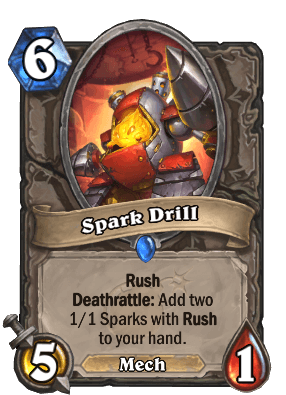 6
Spark Drill
Rush
Deathrattle: Add two
1/1 Sparks with Rush
to your hand.
5
Mech
1